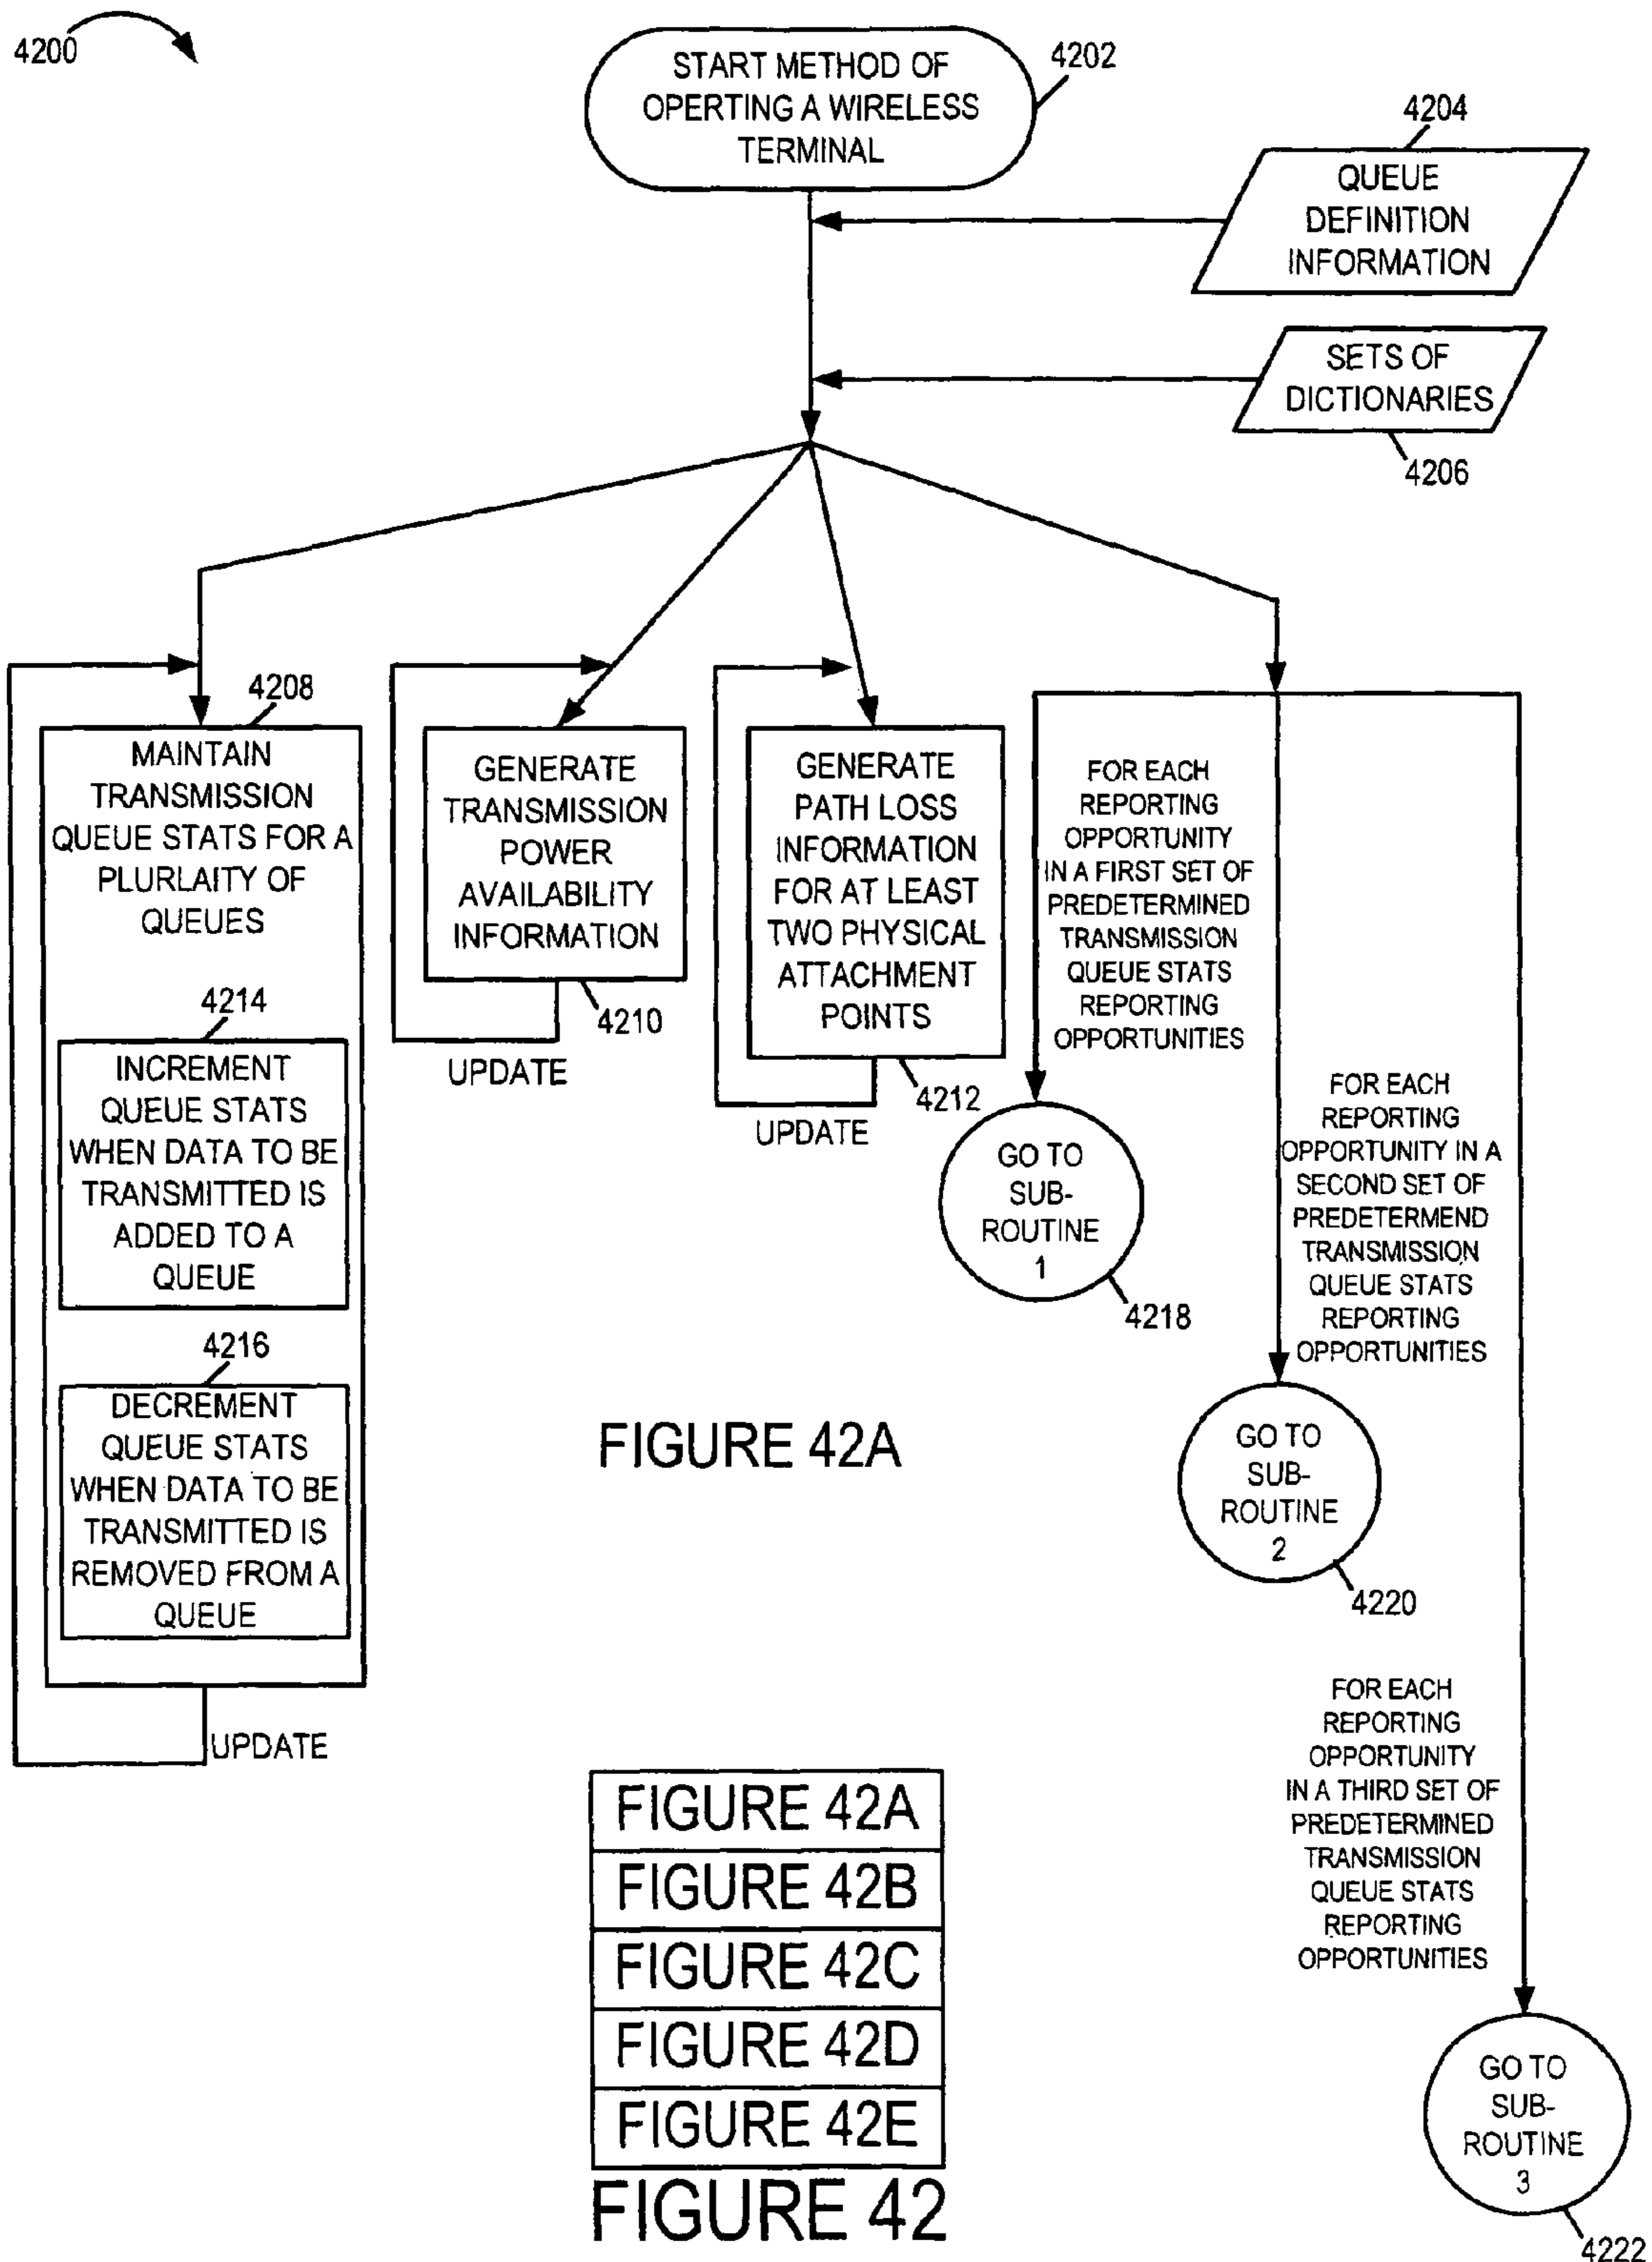 4200
START METHOD OF
OPERTING A WIRELESS
TERMINAL
4202
4204
QUEUE
DEFINITION
INFORMATION
SETS OF
DICTIONARIES
4206
4208
MAINTAIN
TRANSMISSION
QUEUE STATS FOR A
PLURLAITY OF
QUEUES
4214
INCREMENT
QUEUE STATS
WHEN DATA TO BE
TRANSMITTED IS
ADDED TO A
QUEUE
4216
DECREMENT
QUEUE STATS
WHEN DATA TO BE
TRANSMITTED IS
REMOVED FROM A
QUEUE
UPDATE
GENERATE
TRANSMISSION
POWER
AVAILABILITY
INFORMATION
4210
UPDATE
GENERATE
PATH LOSS
INFORMATION
FOR AT LEAST
TWO PHYSICAL
ATTACHMENT
POINTS
4212
UPDATE
FOR EACH
REPORTING
OPPORTUNITY
IN A FIRST SET OF
PREDETERMINED
TRANSMISSION
QUEUE STATS
REPORTING
OPPORTUNITIES
GO TO
SUB-
ROUTINE
1
4218
FOR EACH
REPORTING
OPPORTUNITY IN A
SECOND SET OF
PREDETERMEND
TRANSMISSION
QUEUE STATS
REPORTING
OPPORTUNITIES
GO TO
SUB-
ROUTINE
2
4220
FOR EACH
REPORTING
OPPORTUNITY
IN A THIRD SET OF
PREDETERMINED
TRANSMISSION
QUEUE STATS
REPORTING
OPPORTUNITIES
GO TO
SUB-
ROUTINE
3
4222
FIGURE 42A
FIGURE 42A
FIGURE 42B
FIGURE 42C
FIGURE 42D
FIGURE 42E
FIGURE 42